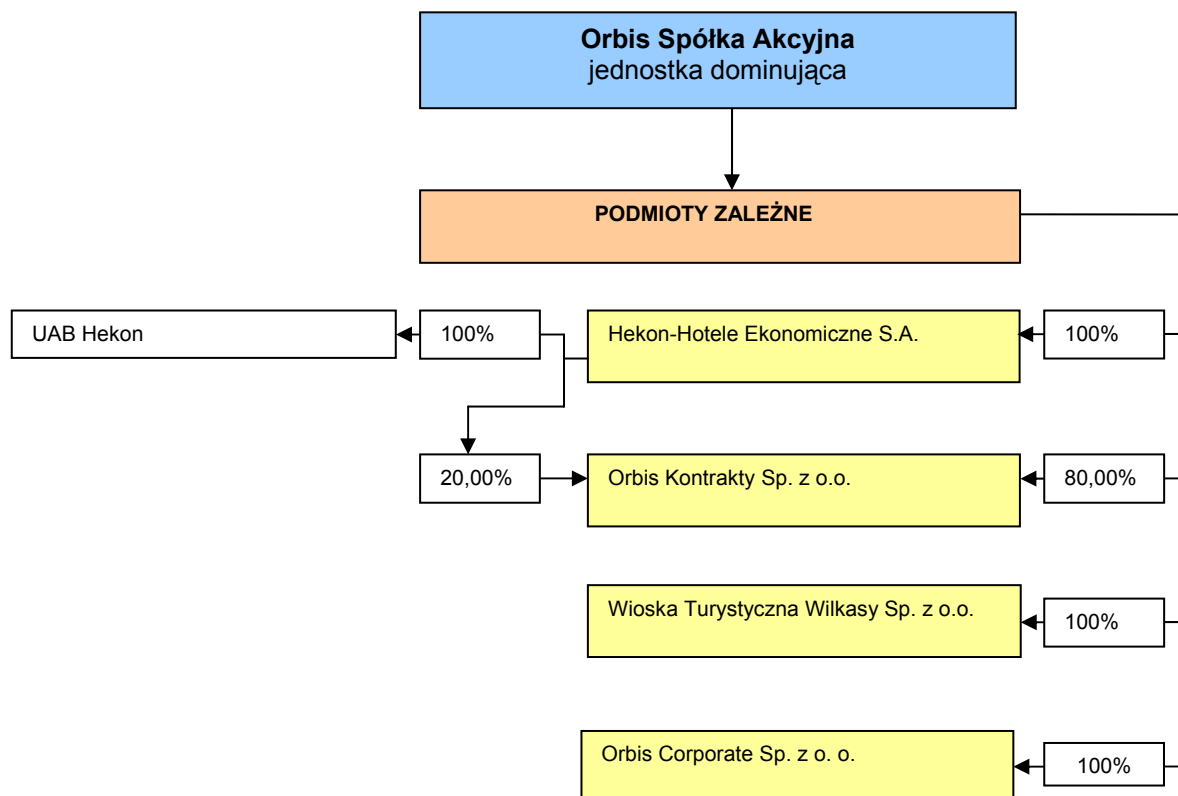 Orbis Spółka Akcyjna
jednostka dominująca
PODMIOTY ZALEŻNE
UAB Hekon
100%
Hekon-Hotele Ekonomiczne S.A.
100%
20,00%
Orbis Kontrakty Sp. z o.o.
80,00%
Wioska Turystyczna Wilkasy Sp. z o.o.
100%
Orbis Corporate Sp. z o. o.
100%